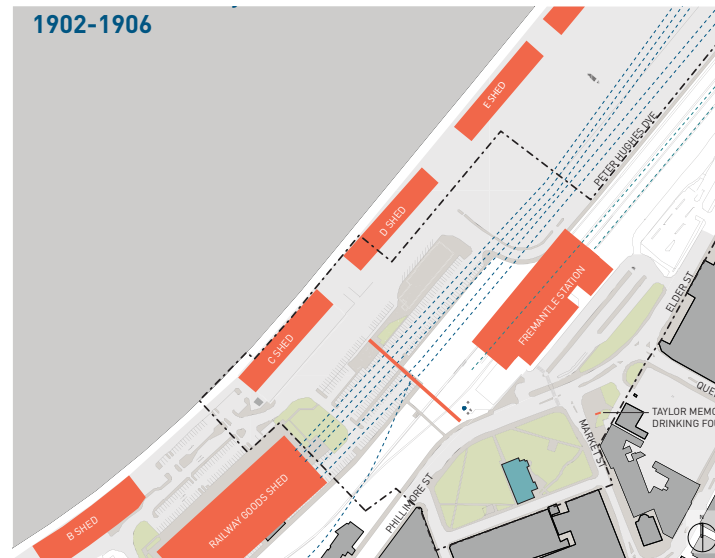 1902-1906
E SHED
PETER HUGHES DVE
D SHED
FREMANTLE STATION
ELDER ST
C SHED
TAYLOR MEMO
DRINKING FOU
MARKET ST
PHILLIMORE ST
RAILWAY GOODS SHED
B SHED
N